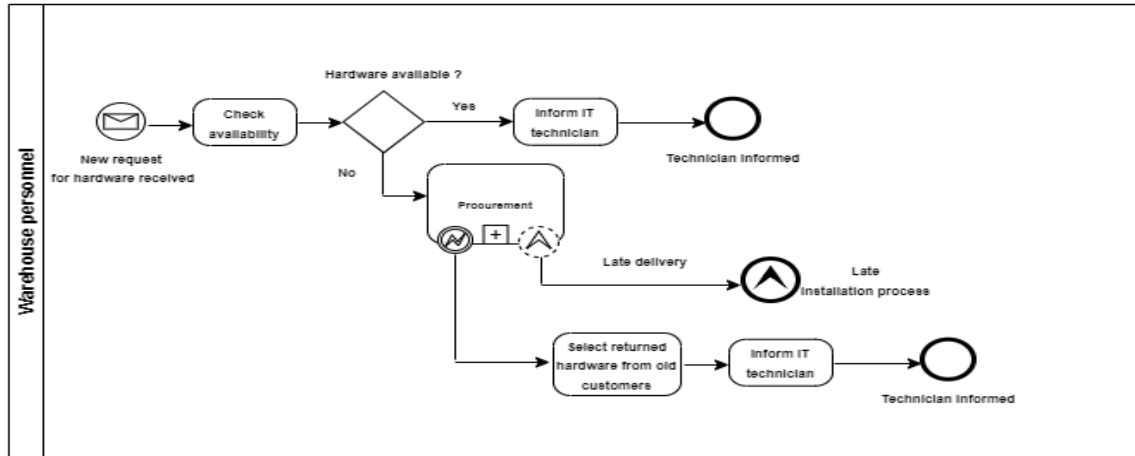 Warehouse personnel
Hardware available ?
New request
for hardware received
Check
availability
Yes
Inform IT
technician
Technician Informed
No
Procurement
Late delivery
Late
Installation process
Select returned
hardware from old
customers
Inform IT
technician
Technician Informed